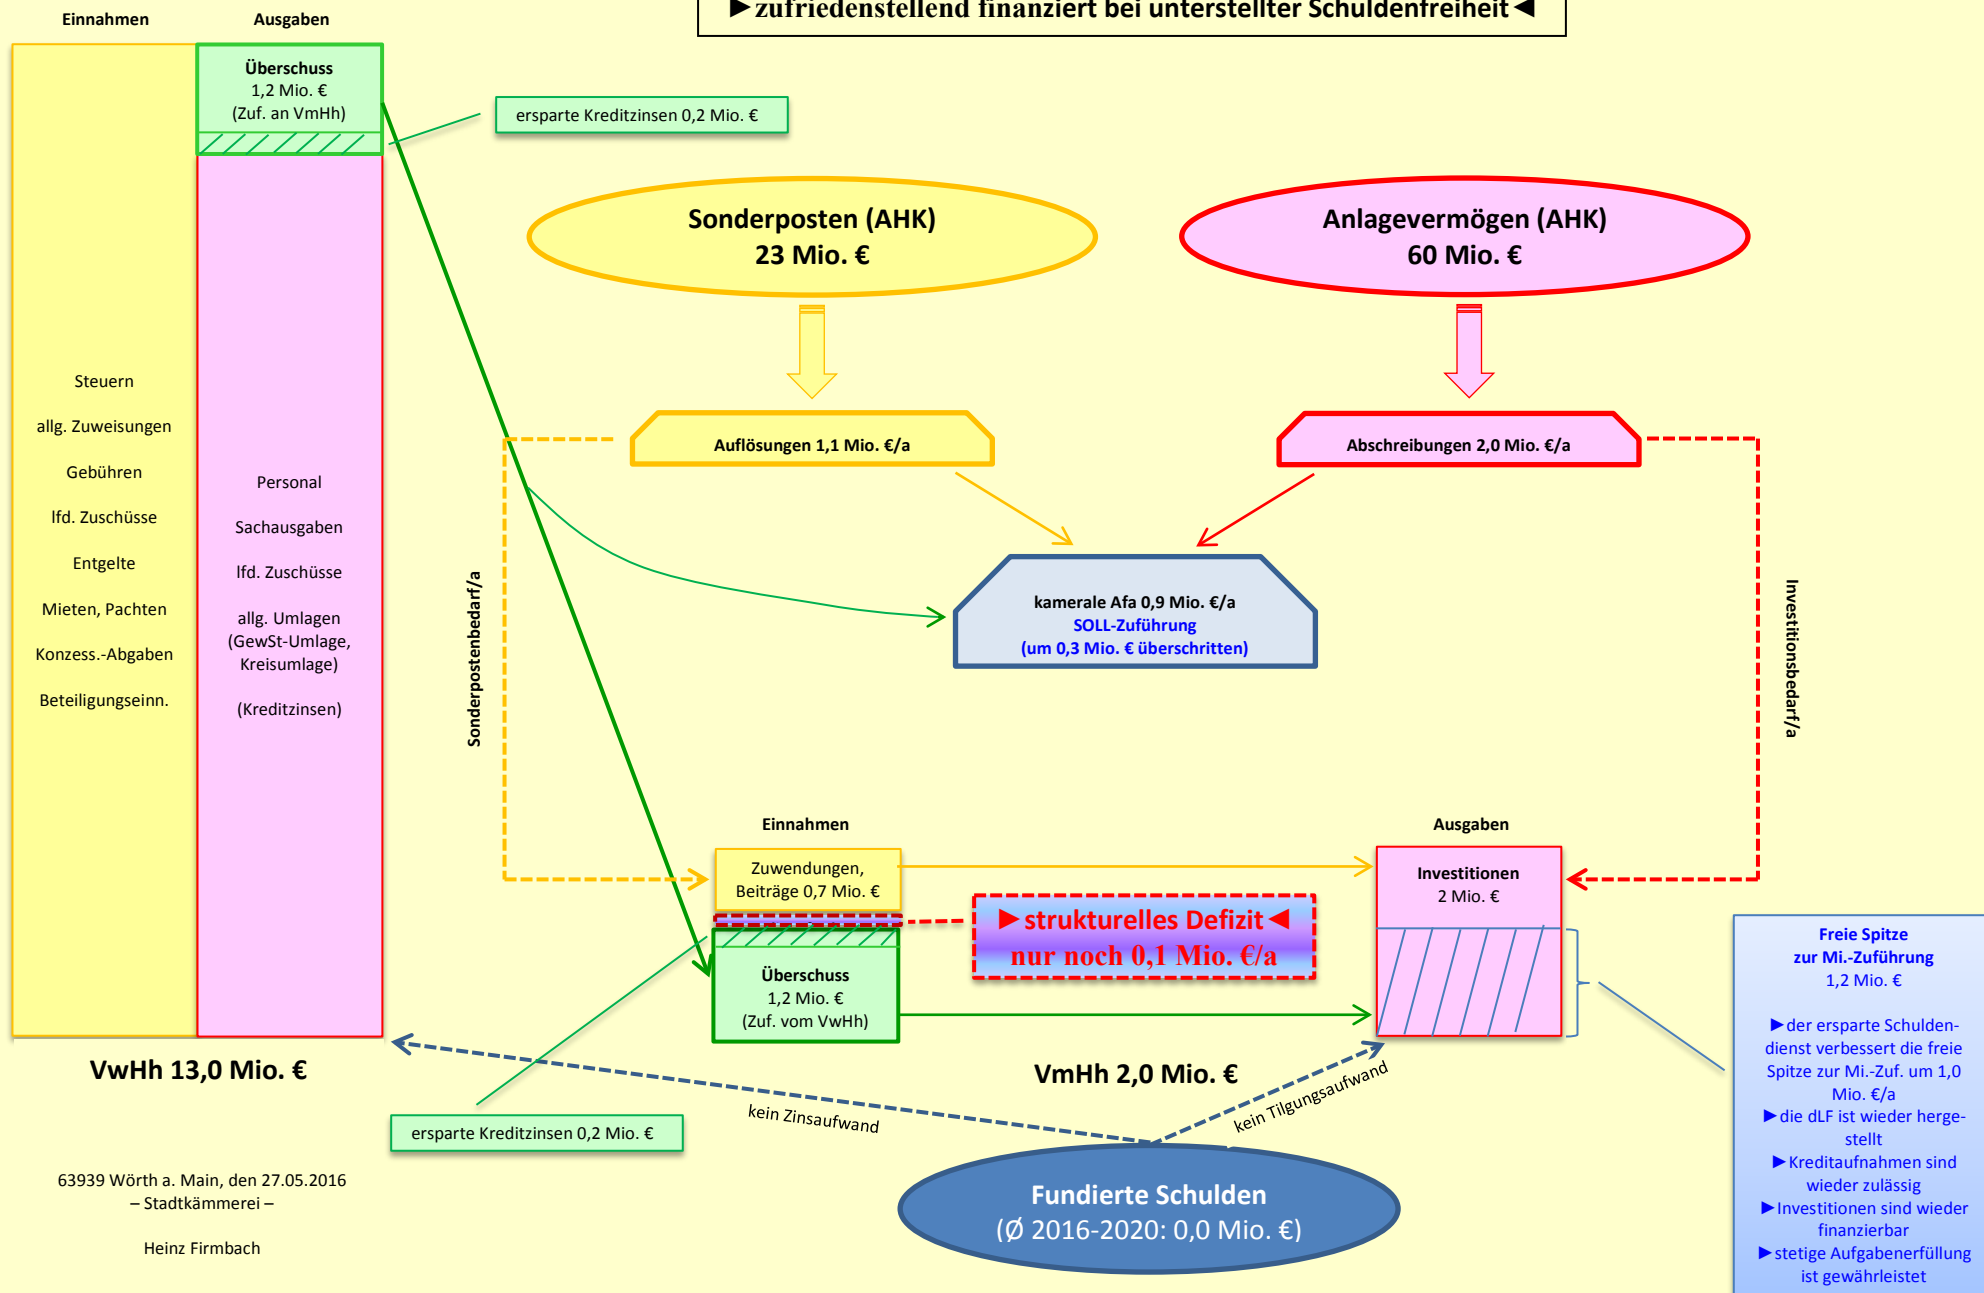 ►zufriedenstellend finanziert bei unterstellter Schuldenfreiheit◄
Einnahmen
Ausgaben
Überschuss
1,2 Mio. €
(Zuf. an VmHh)
ersparte Kreditzinsen 0,2 Mio. €
Steuern
allg. Zuweisungen
Gebühren
lfd. Zuschüsse
Entgelte
Mieten, Pachten
Konzess.-Abgaben
Beteiligungseinn.
Personal
Sachausgaben
lfd. Zuschüsse
allg. Umlagen
(GewSt-Umlage,
Kreisumlage)
(Kreditzinsen)
VwHh 13,0 Mio. €
Sonderposten (AHK)
23 Mio. €
Anlagevermögen (AHK)
60 Mio. €
Auflösungen 1,1 Mio. €/a
Abschreibungen 2,0 Mio. €/a
kamerale Afa 0,9 Mio. €/a
SOLL-Zuführung
(um 0,3 Mio. € überschritten)
Sonderpostenbedarf/a
Investitionsbedarf/a
Einnahmen
Ausgaben
Zuwendungen,
Beiträge 0,7 Mio. €
►strukturelles Defizit◄
nur noch 0,1 Mio. €/a
Überschuss
1,2 Mio. €
(Zuf. vom VwHh)
Investitionen
2 Mio. €
VmHh 2,0 Mio. €
Freie Spitze
zur Mi.-Zuführung
1,2 Mio. €
►der ersparte Schulden-
dienst verbessert die freie
Spitze zur Mi.-Zuf. um 1,0
Mio. €/a
►die dLF ist wieder herge-
stellt
►Kreditaufnahmen sind
wieder zulässig
►Investitionen sind wieder
finanzierbar
►stetige Aufgabenerfüllung
ist gewährleistet
kein Zinsaufwand
kein Tilgungsaufwand
ersparte Kreditzinsen 0,2 Mio. €
Fundierte Schulden
(Ø 2016-2020: 0,0 Mio. €)
63939 Wörth a. Main, den 27.05.2016
– Stadtkämmerei –
Heinz Firmbach